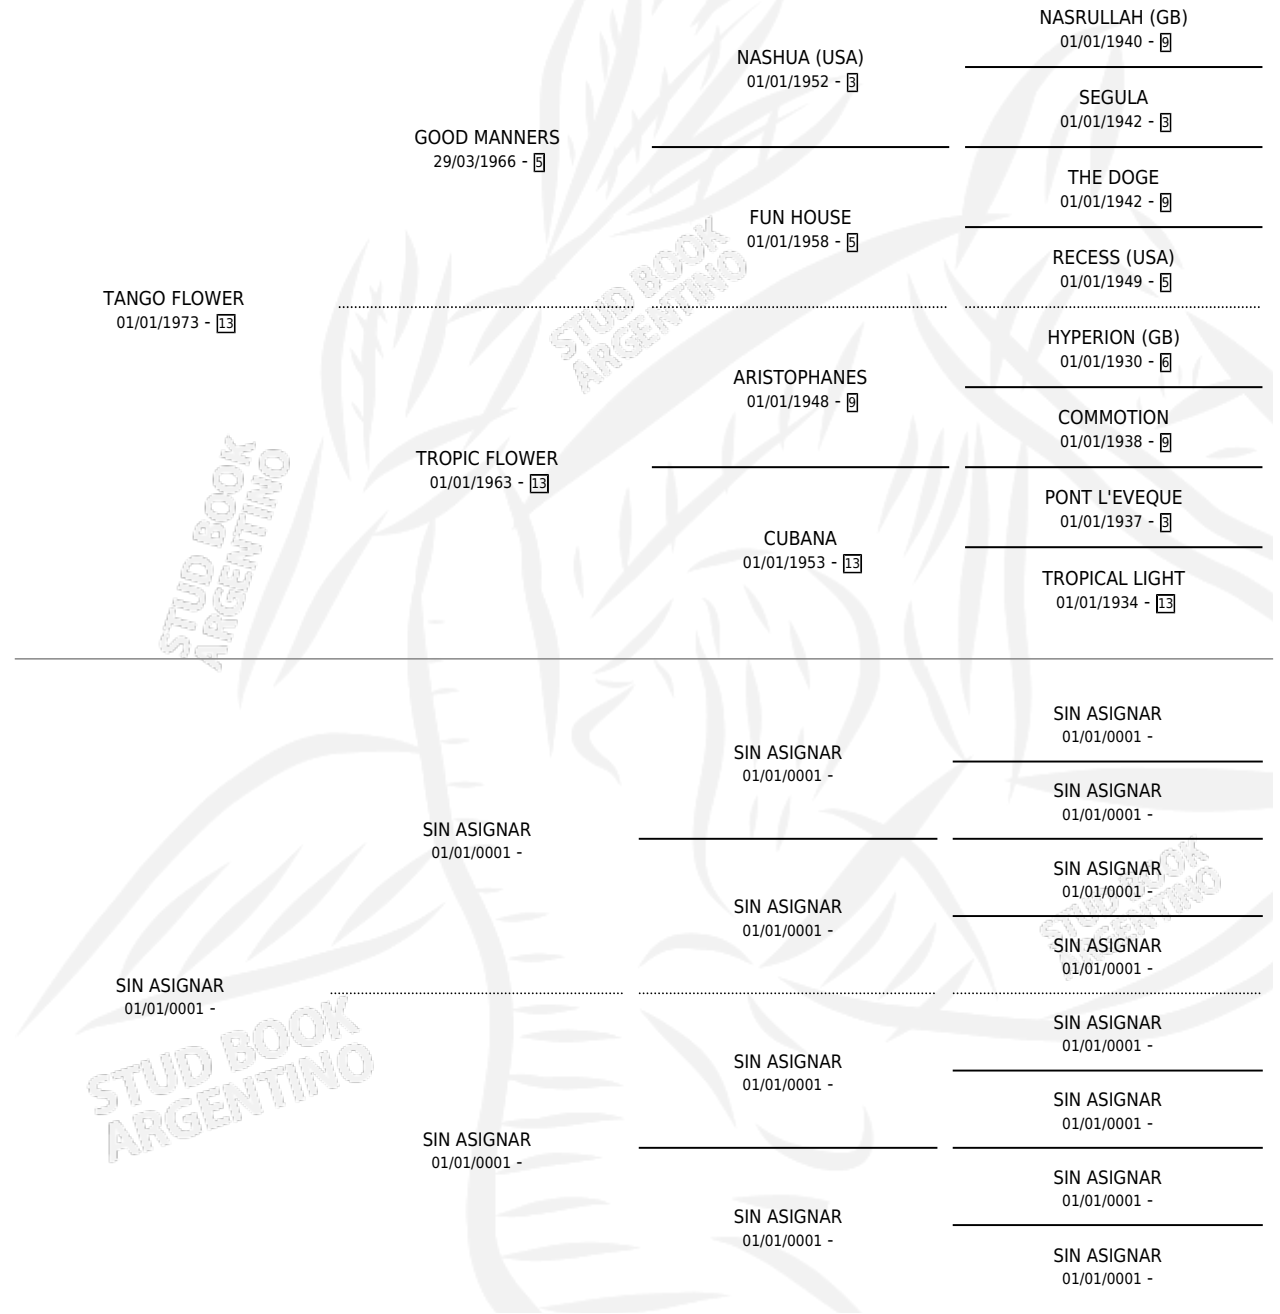 NASRULLAH (GB)
01/01/1940 - 9
NASHUA (USA)
01/01/1952 - 3
SEGULA
01/01/1942 - 3
GOOD MANNERS
29/03/1966 - 5
THE DOGE
01/01/1942 - 9
FUN HOUSE
01/01/1958 - 5
RECESS (USA)
01/01/1949 - 5
TANGO FLOWER
01/01/1973 - 13
HYPERION (GB)
01/01/1930 - 6
ARISTOPHANES
01/01/1948 - 9
COMMOTION
01/01/1938 - 9
TROPIC FLOWER
01/01/1963 - 13
PONT L'EVEQUE
01/01/1937 - 3
CUBANA
01/01/1953 - 13
TROPICAL LIGHT
01/01/1934 - 13
STUD BOOK
ARGENTINO
STUD BOOK
ARGENTINO
SIN ASIGNAR
01/01/0001 -
SIN ASIGNAR
01/01/0001 -
SIN ASIGNAR
01/01/0001 -
SIN ASIGNAR
01/01/0001 -
SIN ASIGNAR
01/01/0001 -
SIN ASIGNAR
01/01/0001 -
SIN ASIGNAR
01/01/0001 -
SIN ASIGNAR
01/01/0001 -
SIN ASIGNAR
01/01/0001 -
SIN ASIGNAR
01/01/0001 -
SIN ASIGNAR
01/01/0001 -
SIN ASIGNAR
01/01/0001 -
SIN ASIGNAR
01/01/0001 -
SIN ASIGNAR
01/01/0001 -
SIN ASIGNAR
01/01/0001 -
STUD BOOK
ARGENTINO
STUD BOOK
ARGENTINO